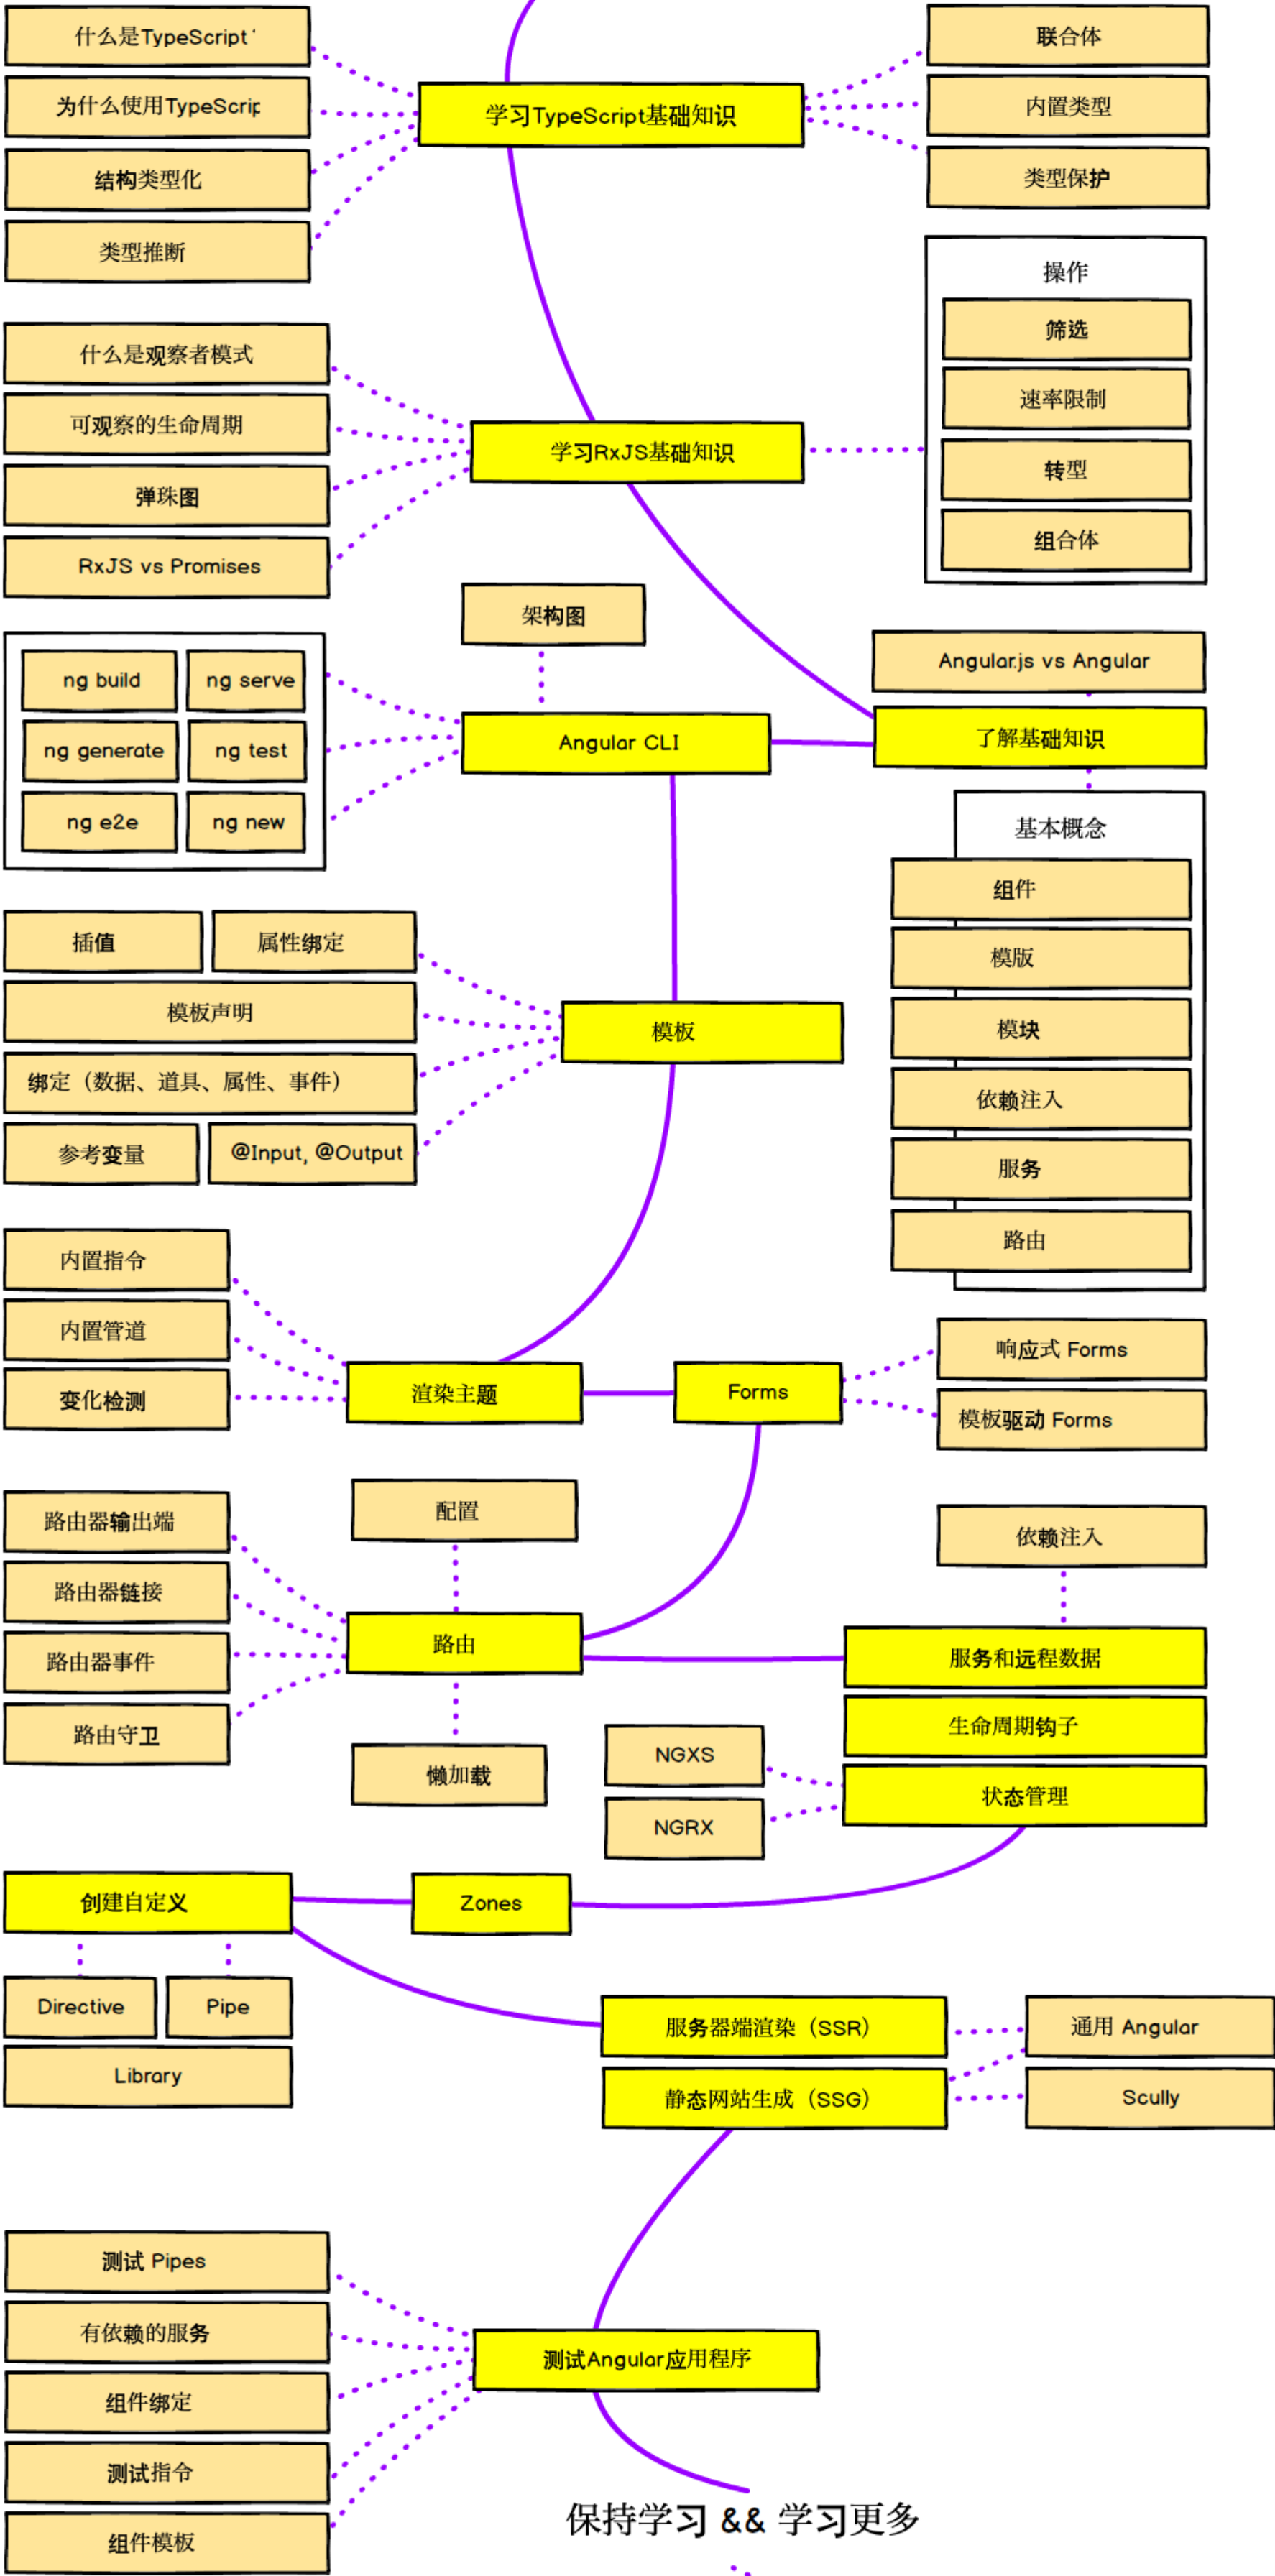 什么是TypeScript
联合体
学习TypeScript基础知识
为什么使用TypeScrip
内置类型
结构类型化
类型保护
类型推断
操作
筛选
什么是观察者模式
速率限制
可观察的生命周期
学习RxJS基础知识
转型
弹珠图
组合体
RxJS vs Promises
架构图
Angular.js vs Angular
ng build
ng serve
Angular CLI
了解基础知识
ng generate
ng test
ng e2e
ng new
基本概念
组件
插值
属性绑定
模版
模板声明
模板
模块
绑定（数据、道具、属性、事件）
依赖注入
参考变量
@Input, @Output
服务
路由
内置指令
内置管道
响应式 Forms
变化检测
渲染主题
Forms
模板驱动 Forms
路由器输出端
配置
依赖注入
路由器链接
路由
路由器事件
服务和远程数据
路由守卫
生命周期钩子
懒加载
NGXS
状态管理
NGRX
创建自定义
Zones
Directive
Pipe
服务器端渲染（SSR）
通用 Angular
Library
静态网站生成（SSG）
Scully
测试 Pipes
有依赖的服务
测试Angular应用程序
组件绑定
测试指令
保持学习 && 学习更多
组件模板